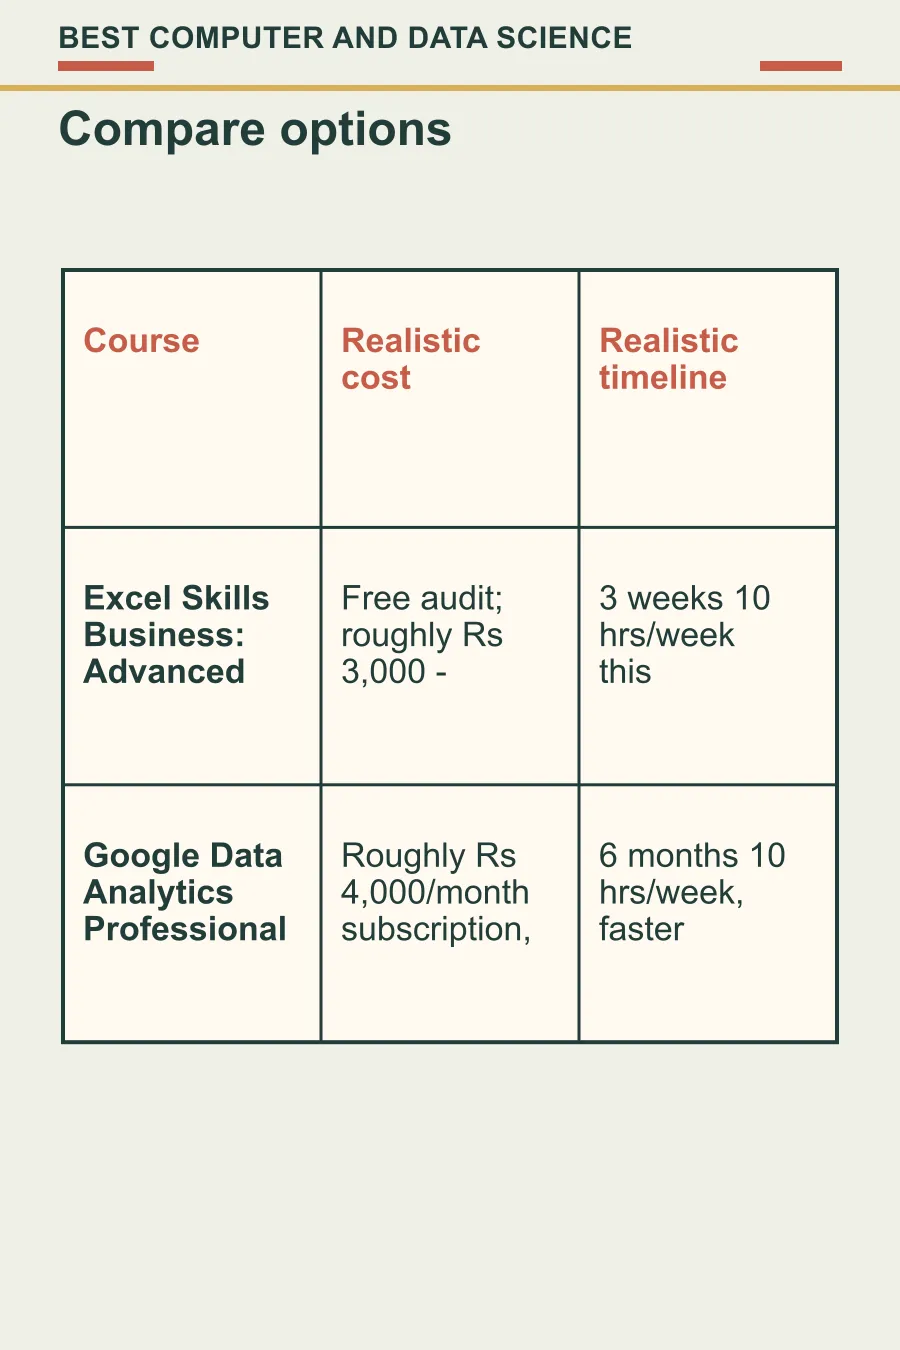 BEST COMPUTER AND DATA SCIENCE
Compare options
Course
Realistic
cost
Realistic
timeline
Excel Skills
Business:
Advanced
Free audit;
roughly Rs
3,000 -
3 weeks 10
hrs/week
this
Google Data
Analytics
Professional
Roughly Rs
4,000/month
subscription,
6 months 10
hrs/week,
faster